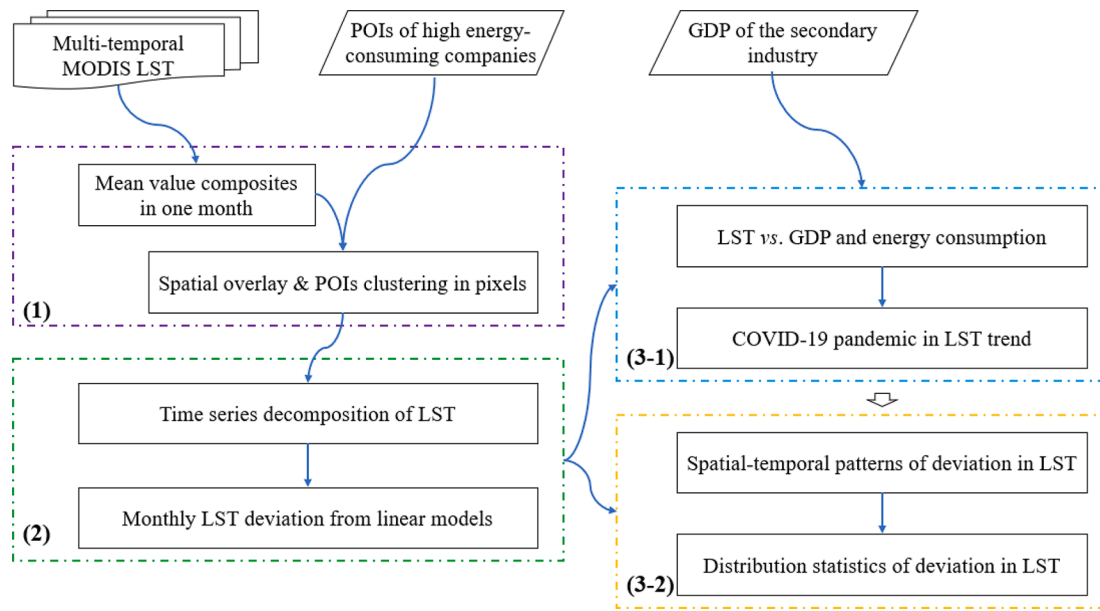 Multi-temporal
MODIS LST
POIs of high energy-
consuming companies
GDP of the secondary
industry
Mean value composites
in one month
Spatial overlay & POIs clustering in pixels
(1)
Time series decomposition of LST
Monthly LST deviation from linear models
(2)
LST vs. GDP and energy consumption
COVID-19 pandemic in LST trend
(3-1)
Spatial-temporal patterns of deviation in LST
Distribution statistics of deviation in LST
(3-2)